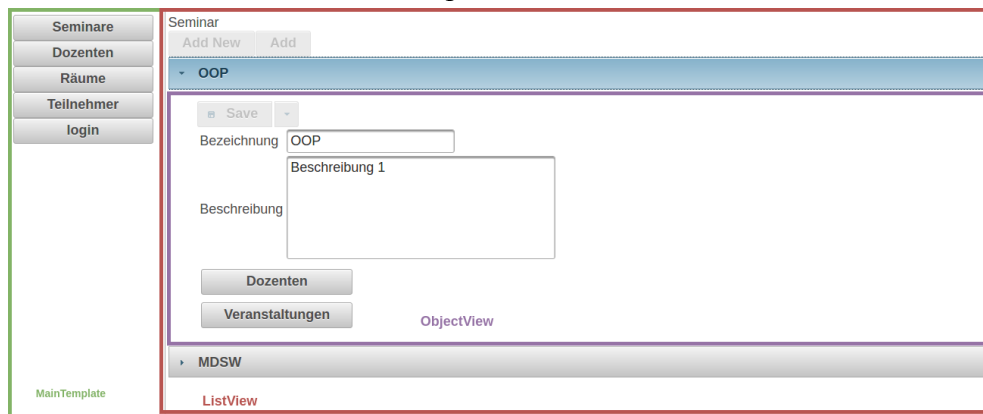 Seminare
Dozenten
Räume
Teilnehmer
login
MainTemplate
Seminar
Add New Add
OOP
Save
Bezeichnung OOP
Beschreibung Beschreibung 1
Dozenten
Veranstaltungen
ObjectView
MDSW
ListView